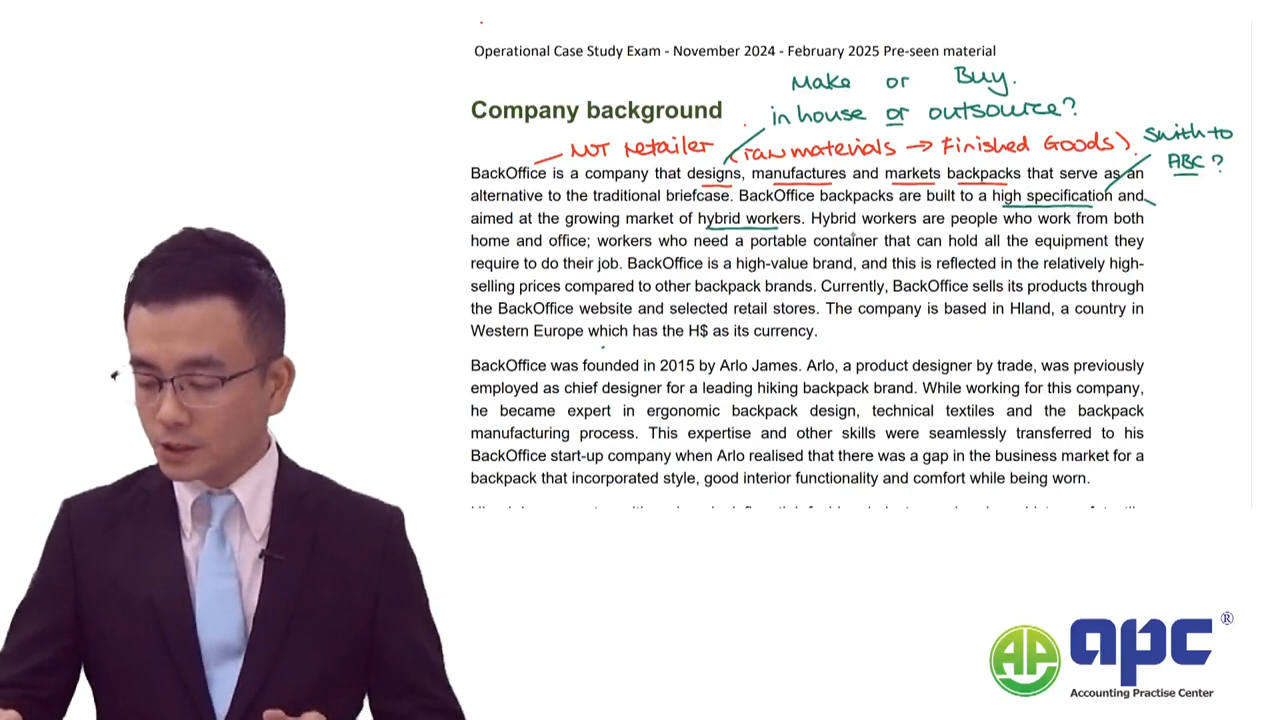 Operational Case Study Exam - November 2024 - February 2025 Pre-seen material
Make or Buy.
Company background
in house or outsource?
NOT retailer (raw materials → Finished Goods).
Swith to
ABC?
BackOffice is a company that designs, manufactures and markets backpacks that serve as an
alternative to the traditional briefcase. BackOffice backpacks are built to a high specification and
aimed at the growing market of hybrid workers. Hybrid workers are people who work from both
home and office; workers who need a portable container that can hold all the equipment they
require to do their job. BackOffice is a high-value brand, and this is reflected in the relatively high-
selling prices compared to other backpack brands. Currently, BackOffice sells its products through
the BackOffice website and selected retail stores. The company is based in Hland, a country in
Western Europe which has the H$ as its currency.
BackOffice was founded in 2015 by Arlo James. Arlo, a product designer by trade, was previously
employed as chief designer for a leading hiking backpack brand. While working for this company,
he became expert in ergonomic backpack design, technical textiles and the backpack
manufacturing process. This expertise and other skills were seamlessly transferred to his
BackOffice start-up company when Arlo realised that there was a gap in the business market for a
backpack that incorporated style, good interior functionality and comfort while being worn.
AP
apc®
Accounting Practise Center